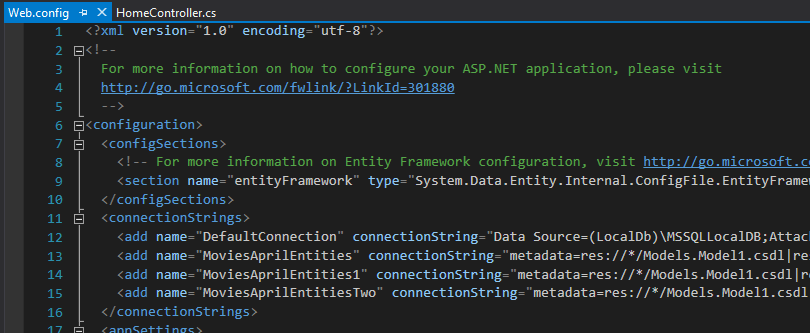 Web.config HomeController.cs
1 <?xml version="1.0" encoding="utf-8"?>
2 <!--
3 For more information on how to configure your ASP.NET application, please visit
4 http://go.microsoft.com/fwlink/?LinkId=301880
5 -->
6 <configuration>
7 <configSections>
8 <!-- For more information on Entity Framework configuration, visit http://go.microsoft.co
9 <section name="entityFramework" type="System.Data.Entity.Internal.ConfigFile.EntityFrame
10 </configSections>
11 <connectionStrings>
12 <add name="DefaultConnection" connectionString="Data Source=(LocalDb)\MSSQLLocalDB;Attac
13 <add name="MoviesAprilEntities" connectionString="metadata=res://*/Models.Model1.csdl|res
14 <add name="MoviesAprilEntities1" connectionString="metadata=res://*/Models.Model1.csdl|re
15 <add name="MoviesAprilEntitiesTwo" connectionString="metadata=res://*/Models.Model1.csdl
16 </connectionStrings>
17 <appSettings>